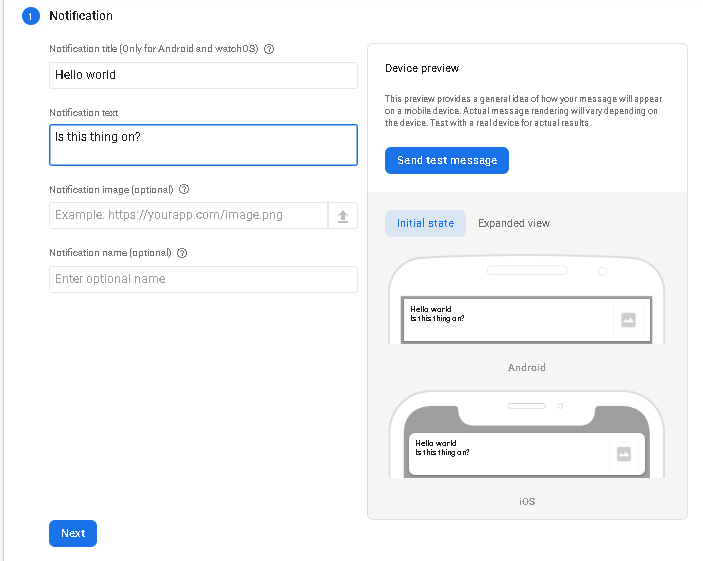 1 Notification
Notification title (Only for Android and watchOS)
Hello world
Notification text
Is this thing on?
Notification image (optional)
Example: https://yourapp.com/image.png
Notification name (optional)
Enter optional name
Next
Device preview
This preview provides a general idea of how your message will appear
on a mobile device. Actual message rendering will vary depending on
the device. Test with a real device for actual results.
Send test message
Initial state Expanded view
Hello world
Is this thing on?
Android
Hello world
Is this thing on?
iOS